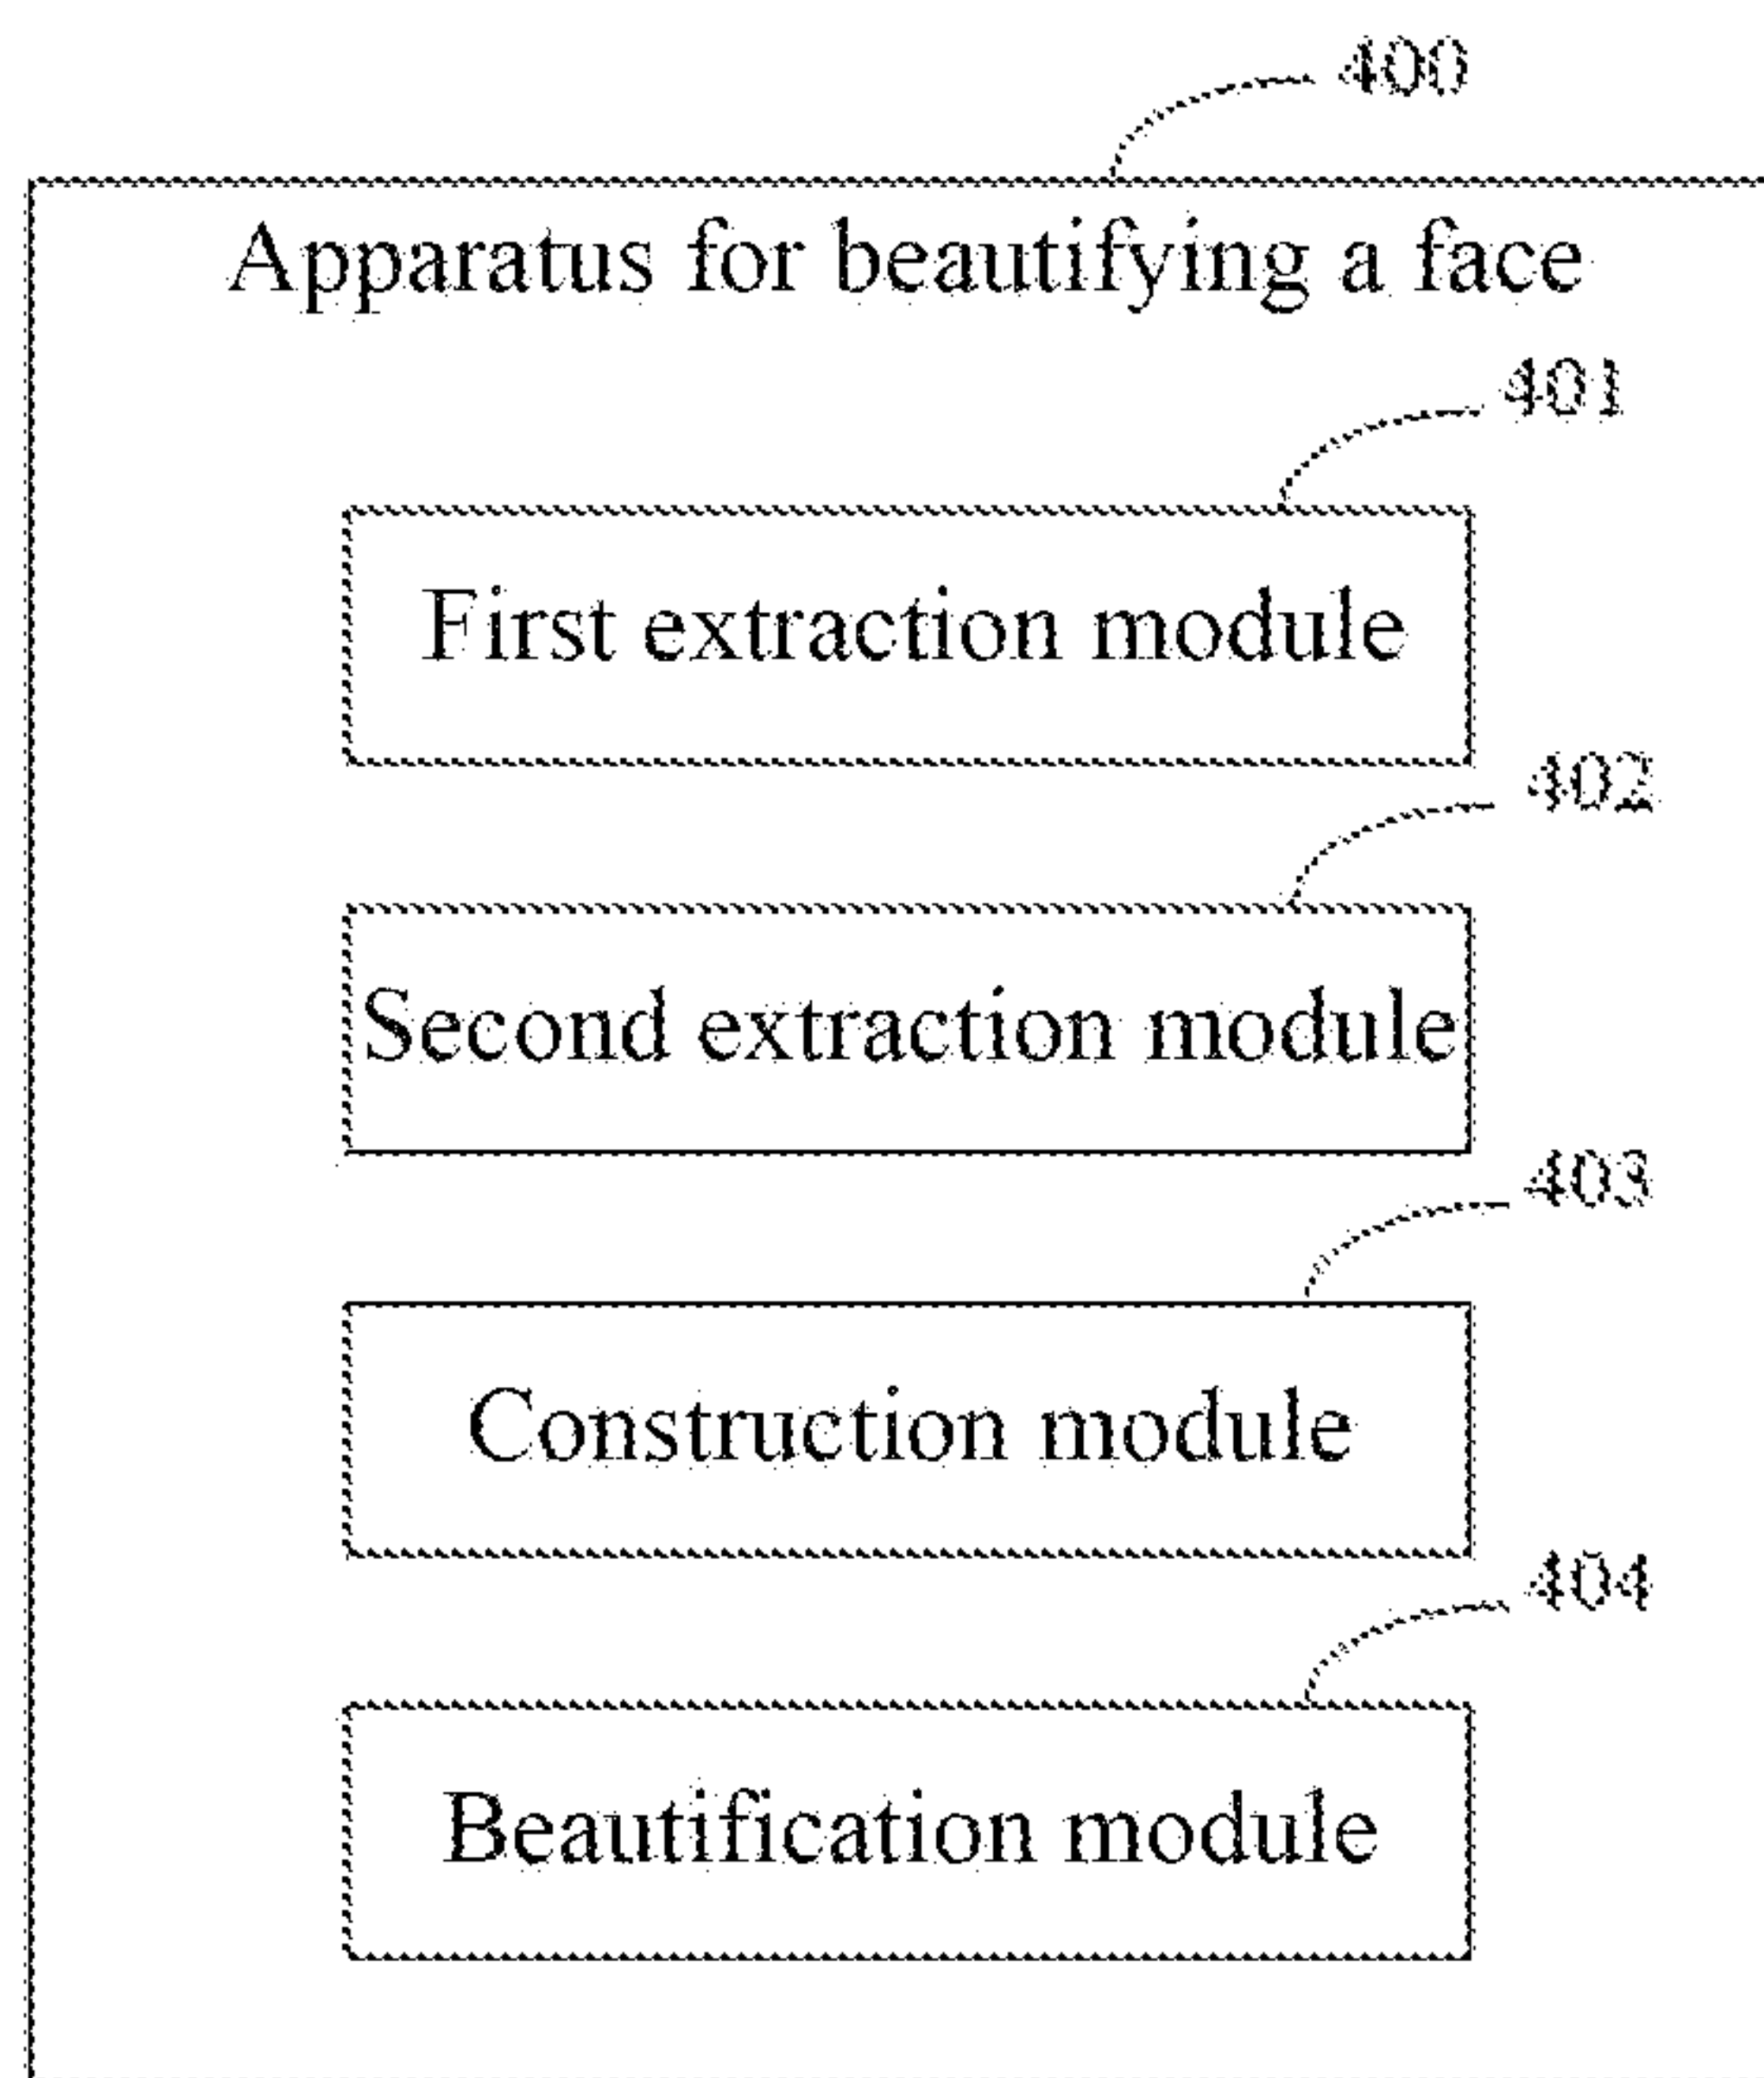 400
Apparatus for beautifying a face
401
First extraction module
402
Second extraction module
403
Construction module
404
Beautification module